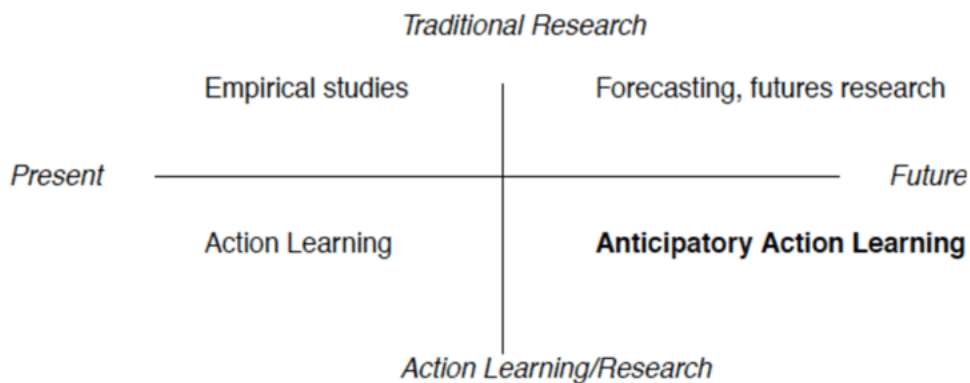 Traditional Research
Empirical studies
Forecasting, futures research
Present
Future
Action Learning
Anticipatory Action Learning
Action Learning/Research